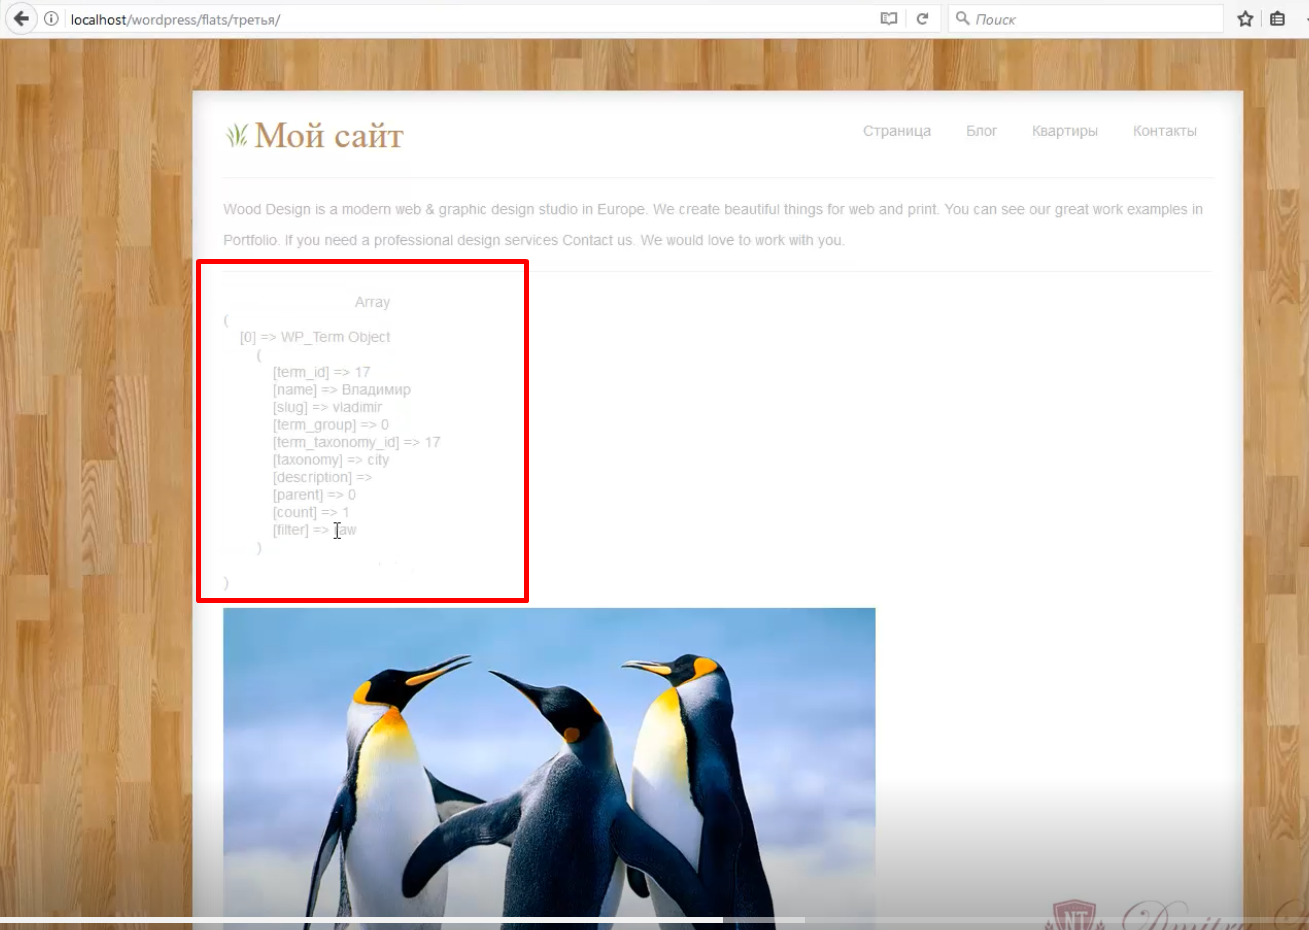 localhost/wordpress/flats/третья/
Поиск
Мой сайт
Страница Блог Квартиры Контакты
Wood Design is a modern web & graphic design studio in Europe. We create beautiful things for web and print. You can see our great work examples in
Portfolio. If you need a professional design services Contact us. We would love to work with you.
Array
(
[0] => WP_Term Object
(
[term_id] => 17
[name] => Владимир
[slug] => vladimir
[term_group] => 0
[term_taxonomy_id] => 17
[taxonomy] => city
[description] =>
[parent] => 0
[count] => 1
[filter] => raw
)
)
NT